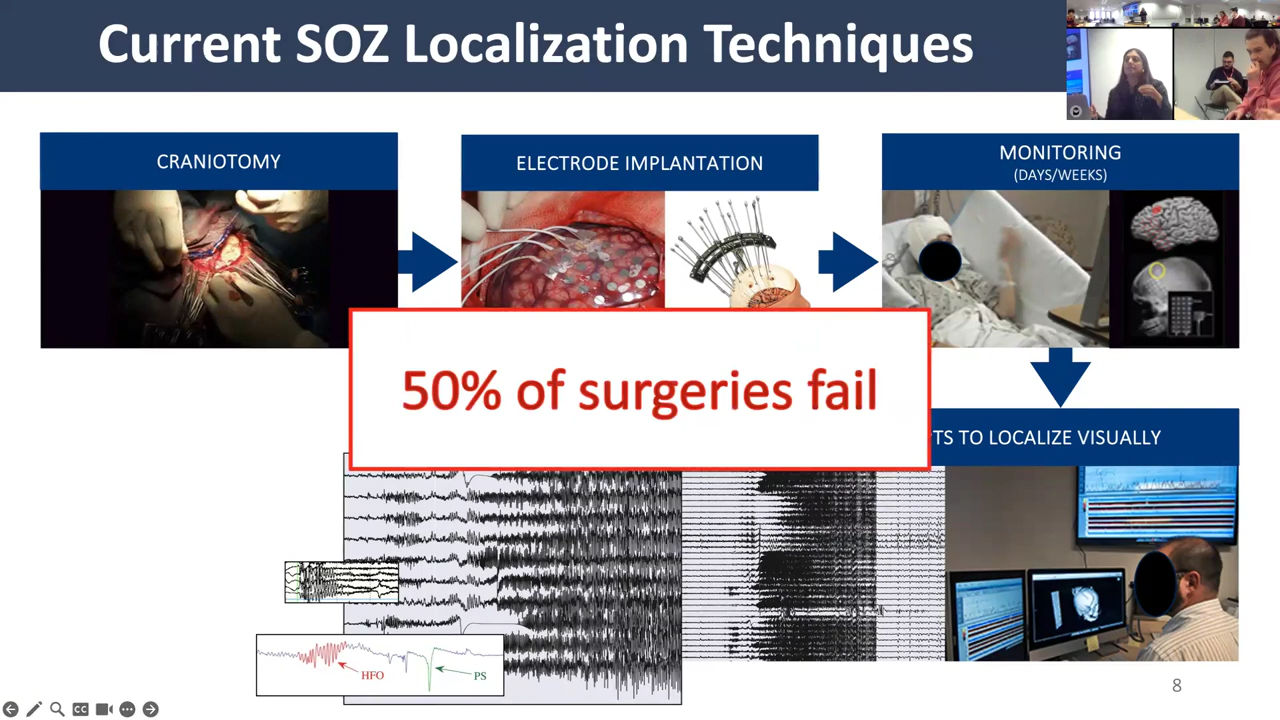 Current SOZ Localization Techniques
CRANIOTOMY
ELECTRODE IMPLANTATION
MONITORING
(DAYS/WEEKS)
50% of surgeries fail
TO LOCALIZE VISUALLY
HFO
PS
8
CC